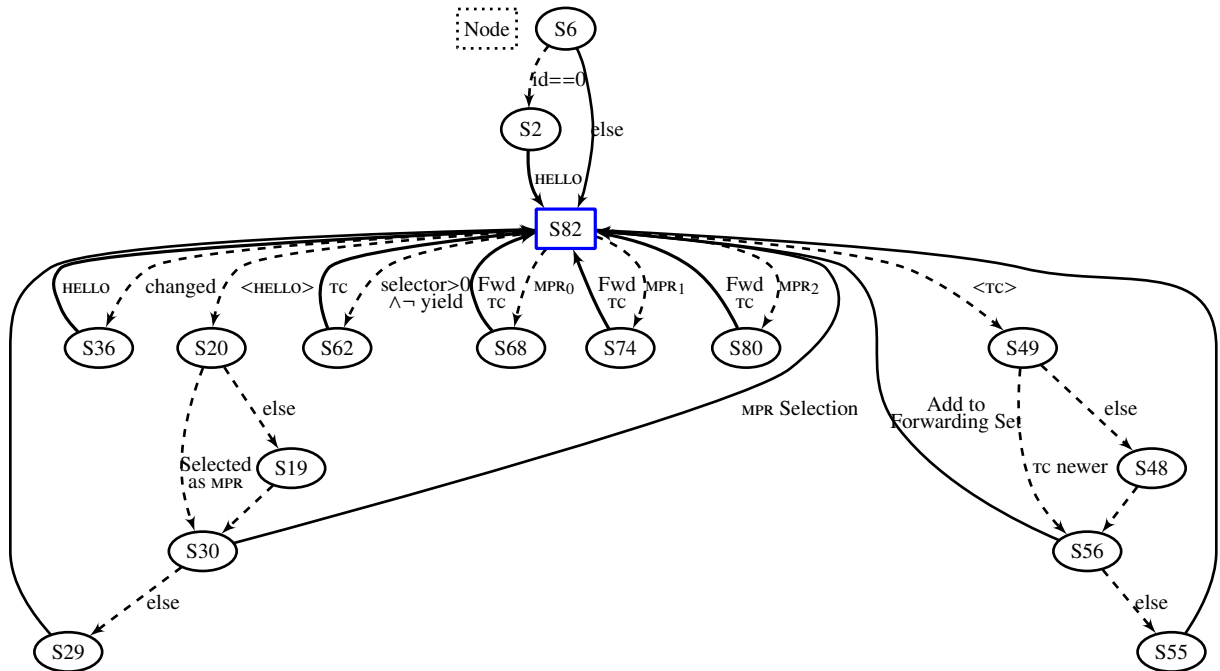 Node
S6
id==0
S2
else
HELLO
S82
HELLO
changed
<HELLO>
TC
selector>0
∧¬ yield
Fwd
TC
MPR0
Fwd
TC
MPR1
Fwd
TC
MPR2
<TC>
S36
S20
S62
S68
S74
S80
S49
else
MPR Selection
Add to
Forwarding Set
else
Selected
as MPR
S19
TC newer
S48
S30
S56
else
else
S29
S55